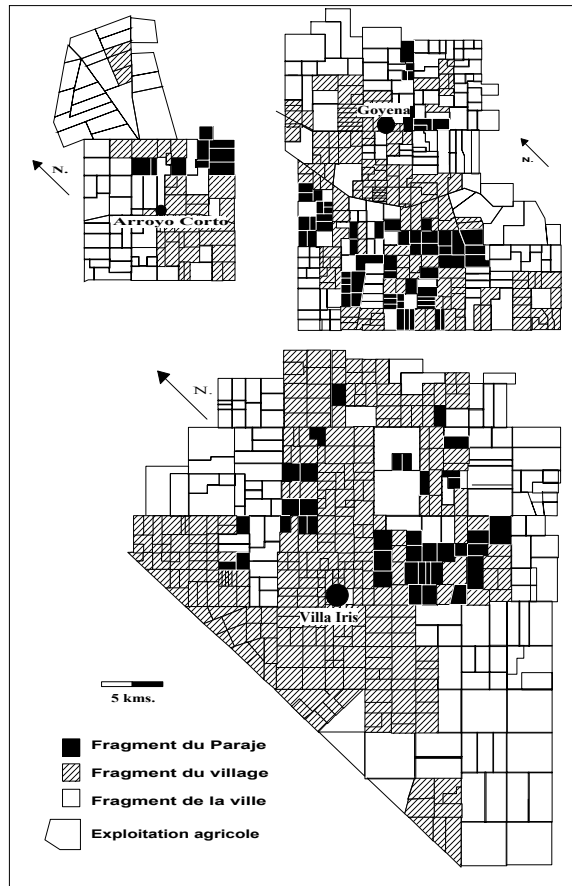 Goyena
N.
N.
Arroyo Corto
N.
Villa Iris
5 kms.
Fragment du Paraje
Fragment du village
Fragment de la ville
Exploitation agricole